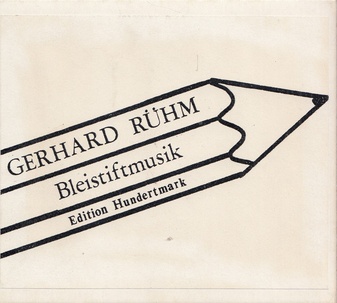 GERHARD RÜHM
Bleistiftmusik
Edition Hundertmark